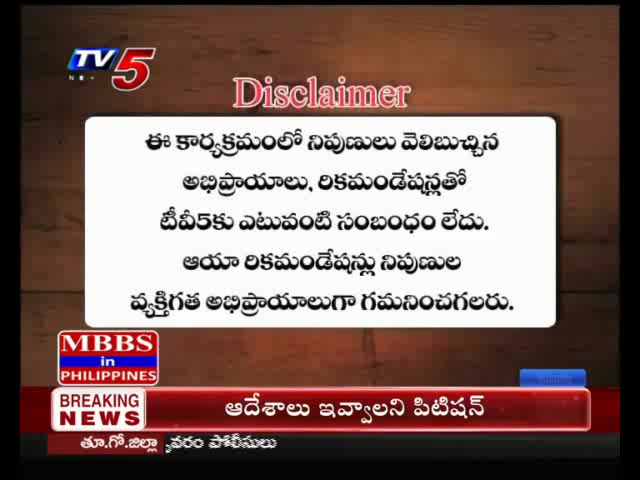 TV5
NE
Disclaimer
ఈ కార్యక్రమంలో నిపుణులు వెలిబుచ్చిన
అభిప్రాయాలు, రికమండేషన్లతో
టీవీ5కు ఎటువంటి సంబంధం లేదు.
ఆయా రికమండేషన్లు నిపుణుల
వ్యక్తిగత అభిప్రాయాలుగా గమనించగలరు.
MBBS
in
PHILIPPINES
BREAKING
NEWS
ఆదేశాలు ఇవ్వాలని పిటిషన్
తూ.గో.జిల్లా వరం పోలీసులు